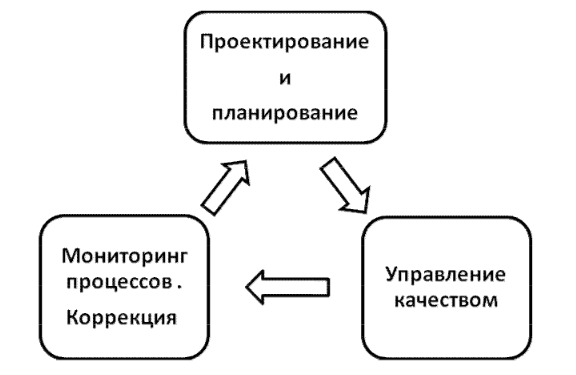 Проектирование
и
планирование
Мониторинг
процессов .
Коррекция
Управление
качеством